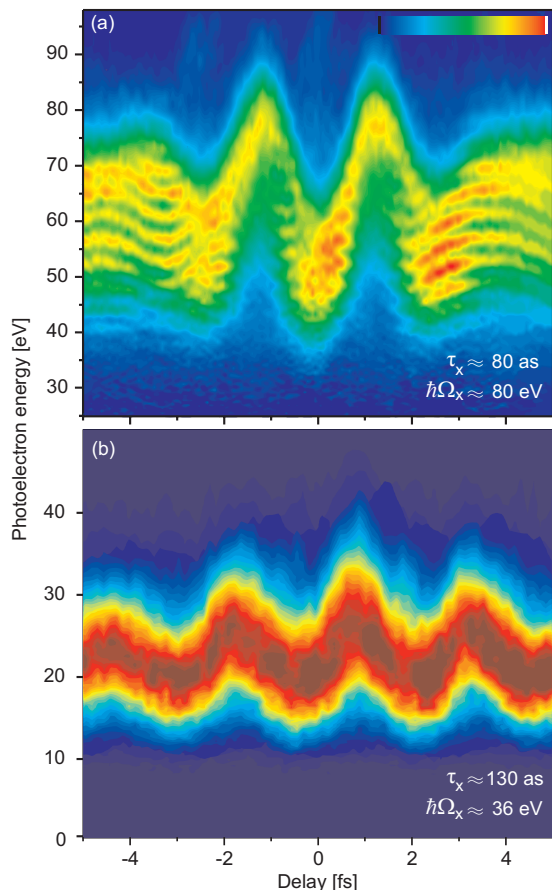 (a)
90
80
70
60
50
40
30
τx ≈ 80 as
ħΩx ≈ 80 eV
Photoelectron energy [eV]
(b)
40
30
20
10
0
τx ≈ 130 as
ħΩx ≈ 36 eV
-4 -2 0 2 4
Delay [fs]